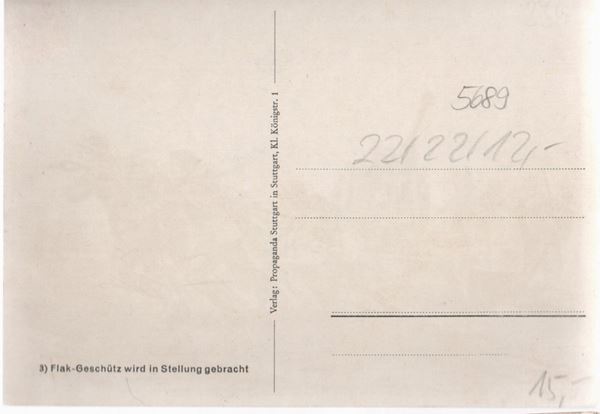 3) Flak-Geschütz wird in Stellung gebracht
Verlag: Propaganda Stuttgart in Stuttgart, Kl. Königstr. 1
5689
22/22/12,-
15,-